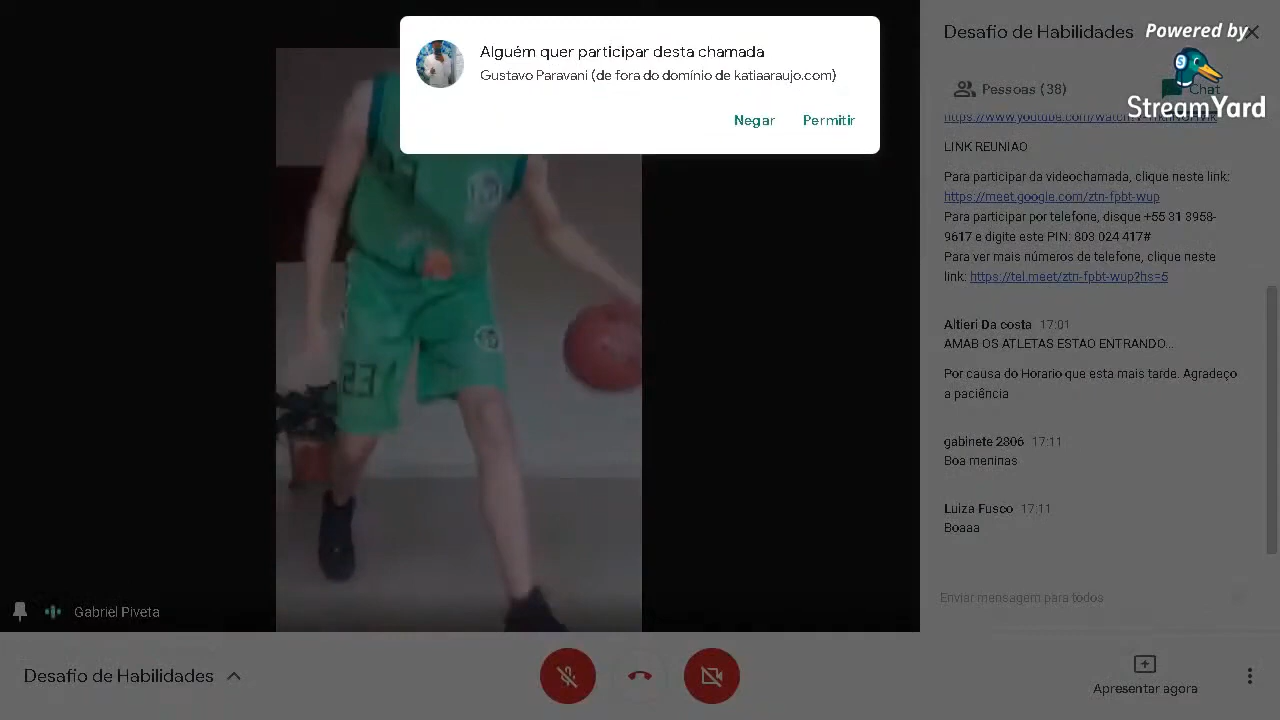 Alguém quer participar desta chamada
Gustavo Paravani (de fora do domínio de katiaaraujo.com)
Negar
Permitir
Desafio de Habilidades
Powered by
StreamYard
Pessoas (38)
Chat
LINK REUNIAO
Para participar da videochamada, clique neste link:
https://meet.google.com/ztn-fpbt-wup
Para participar por telefone, disque +55 31 3958-
9617 e digite este PIN: 803 024 417#
Para ver mais números de telefone, clique neste
link: https://tel.meet/ztn-fpbt-wup?hs=5
Altieri Da costa 17:01
AMAB OS ATLETAS ESTAO ENTRANDO...
Por causa do Horario que esta mais tarde. Agradeço
a paciência
gabinete 2806 17:11
Boa meninas
Luiza Fusco 17:11
Boaaa
Enviar mensagem para todos
23
Gabriel Piveta
Desafio de Habilidades
Apresentar agora